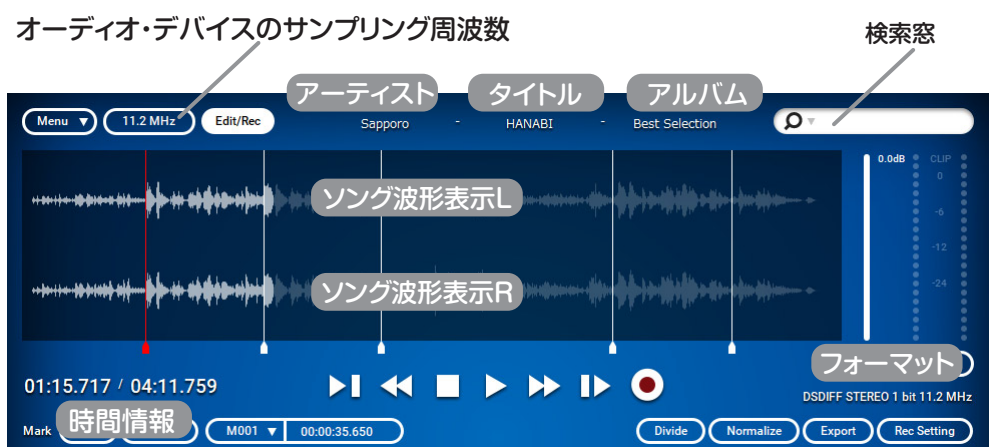 オーディオ・デバイスのサンプリング周波数
検索窓
アーティスト タイトル アルバム
Menu ▼ 11.2 MHz Edit/Rec Sapporo - HANABI - Best Selection
0.0dB CLIP
0
-6
-12
-24
ソング波形表示L
ソング波形表示R
フォーマット
01:15.717 / 04:11.759
DSDIFF STEREO 1 bit 11.2 MHz
時間情報
Mark M001 ▼ 00:00:35.650 Divide Normalize Export Rec Setting